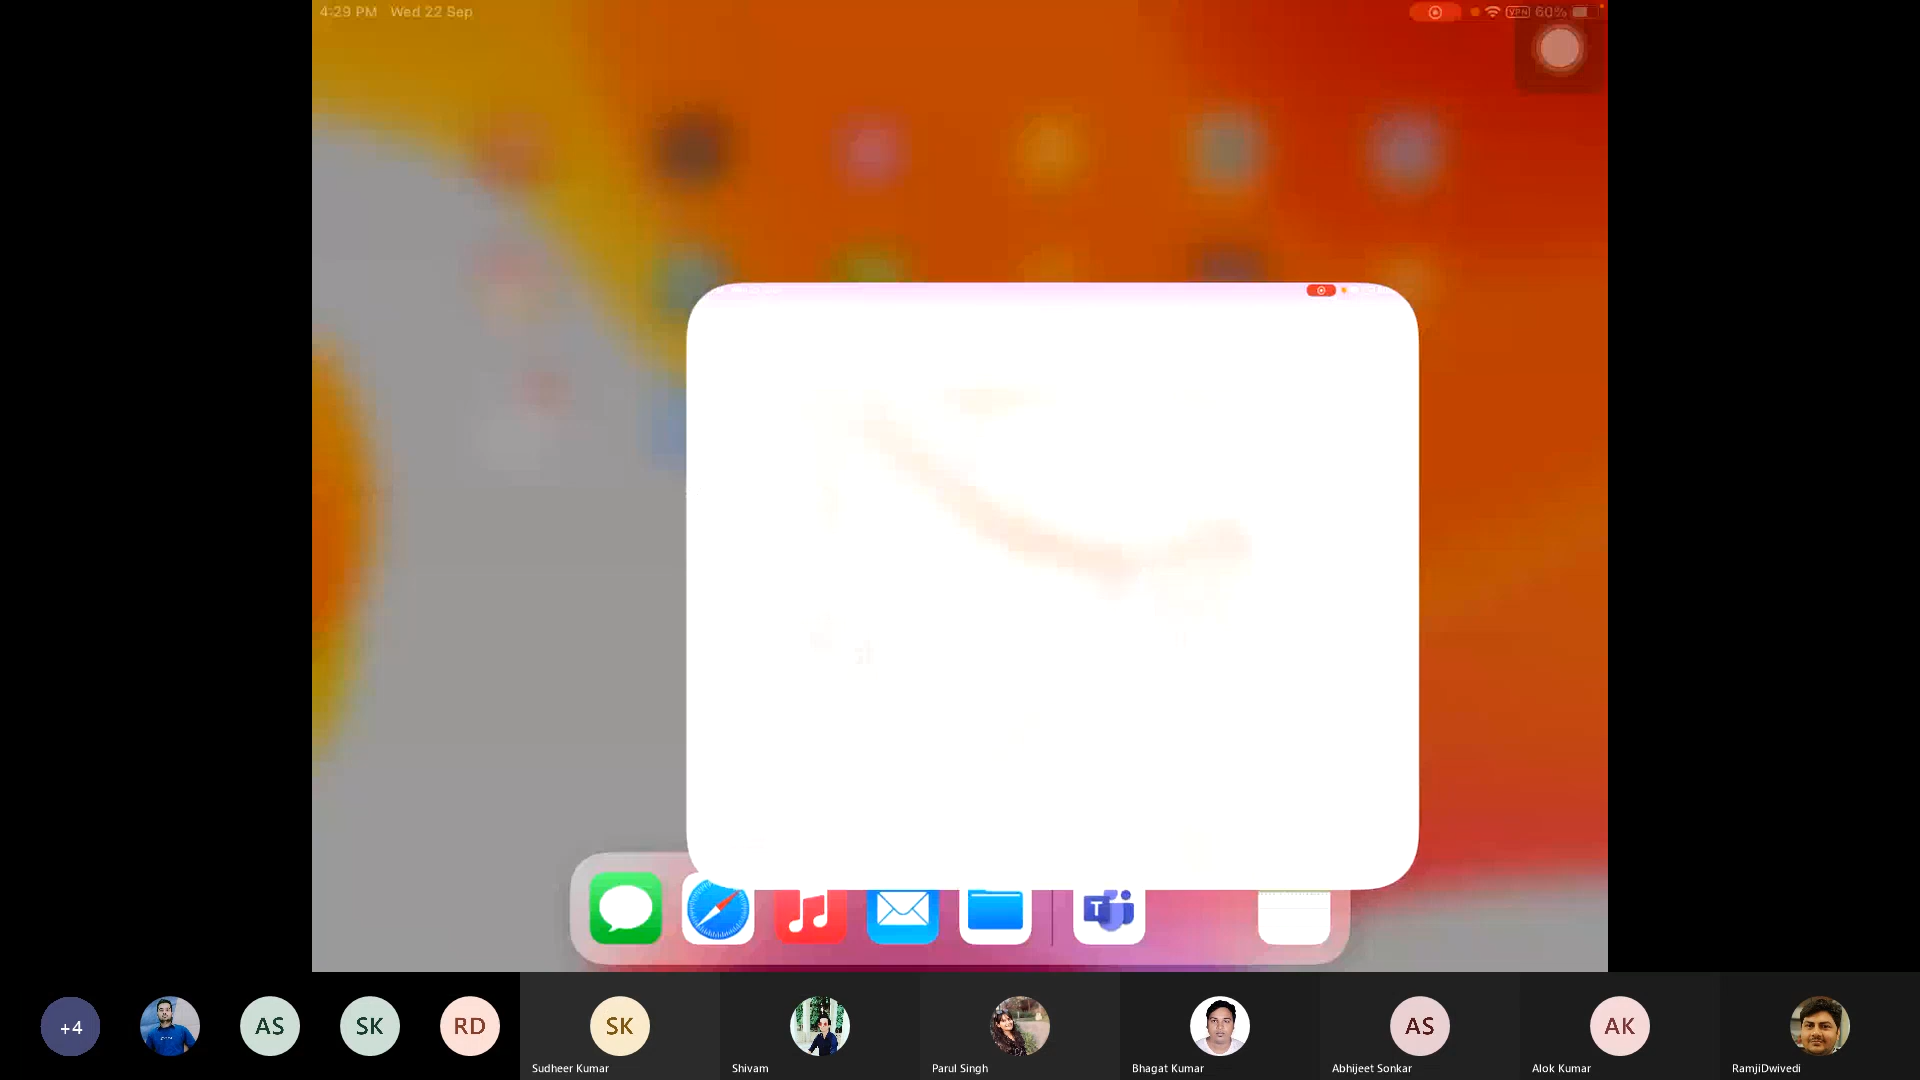 4:29 PM Wed 22 Sep
VPN 60%
T
+4
AS
SK
RD
SK
AS
AK
Sudheer Kumar
Shivam
Parul Singh
Bhagat Kumar
Abhijeet Sonkar
Alok Kumar
RamjiDwivedi